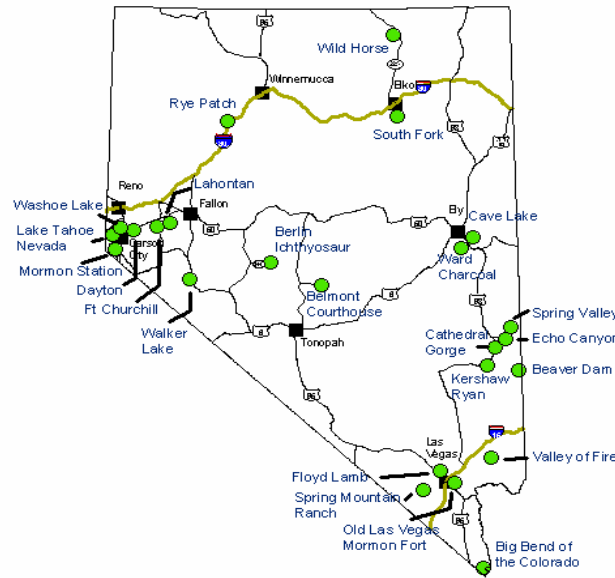 Wild Horse
Winnemucca
Elko
80
Rye Patch
South Fork
80
Reno
Lahontan
Washoe Lake
Fallon
Ely
Cave Lake
Lake Tahoe
Nevada
Carson
City
Berlin
Ichthyosaur
Ward
Charcoal
Mormon Station
Dayton
Ft Churchill
Belmont
Courthouse
Walker
Lake
Tonopah
Spring Valley
Cathedral
Gorge
Echo Canyon
Kershaw
Ryan
Beaver Dam
15
Las
Vegas
Valley of Fire
Floyd Lamb
Spring Mountain
Ranch
Old Las Vegas
Mormon Fort
Big Bend of
the Colorado